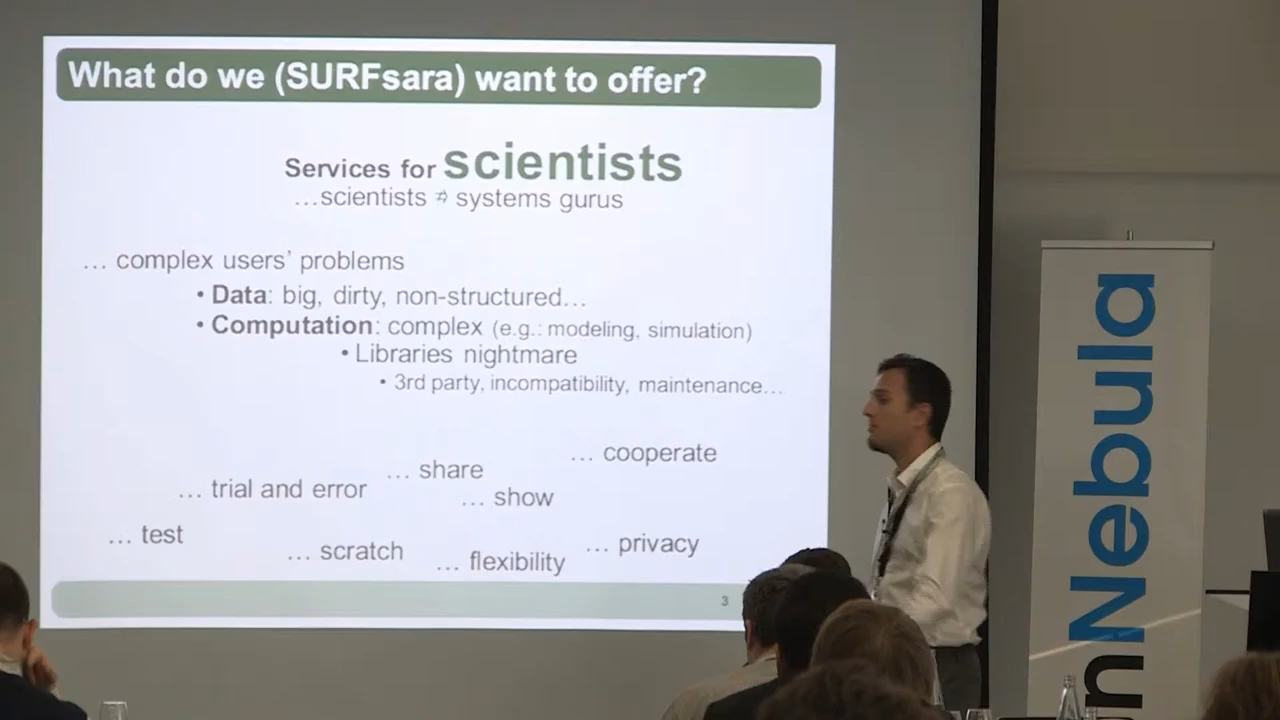 What do we (SURFsara) want to offer?
Services for scientists
…scientists ⇏ systems gurus
… complex users’ problems
• Data: big, dirty, non-structured…
• Computation: complex (e.g.: modeling, simulation)
• Libraries nightmare
• 3rd party, incompatibility, maintenance…
… cooperate
… share
… trial and error
… show
… test
… privacy
… scratch
… flexibility
3
nNebula